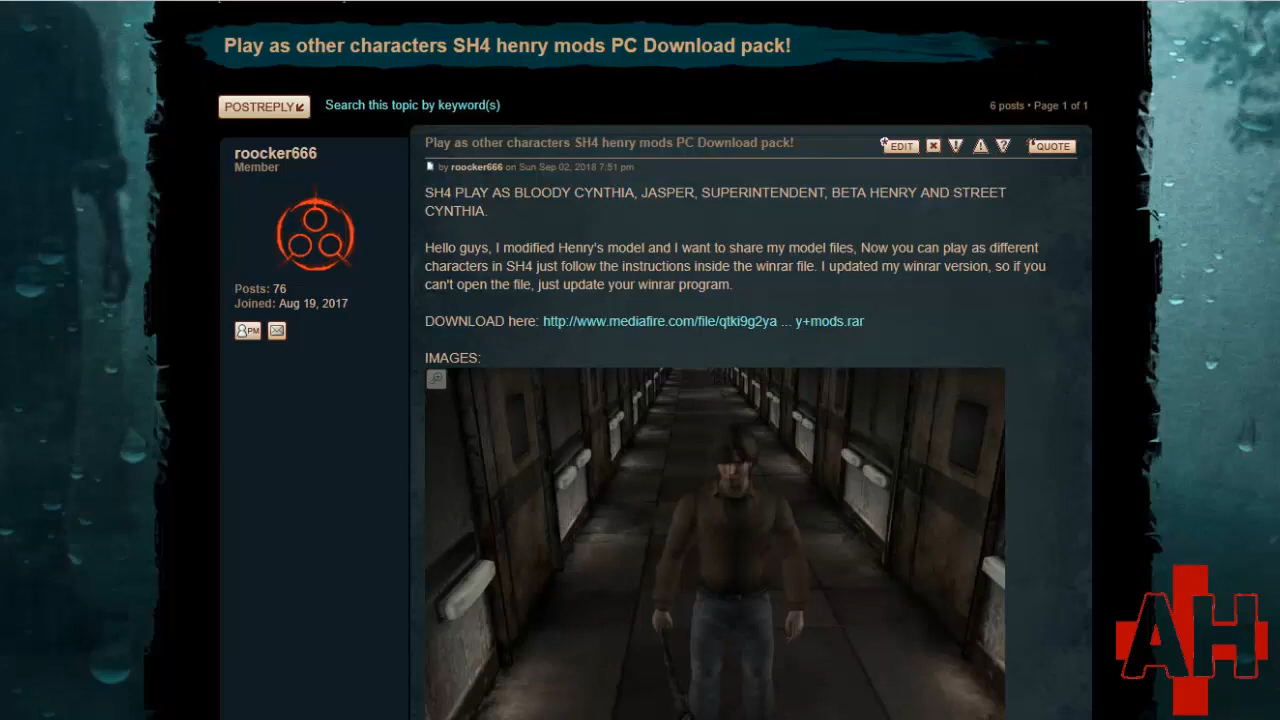 Play as other characters SH4 henry mods PC Download pack!
POSTREPLY
Search this topic by keyword(s)
6 posts • Page 1 of 1
roocker666
Member
Posts: 76
Joined: Aug 19, 2017
PM
Play as other characters SH4 henry mods PC Download pack!
EDIT
QUOTE
by roocker666 on Sun Sep 02, 2018 7:51 pm
SH4 PLAY AS BLOODY CYNTHIA, JASPER, SUPERINTENDENT, BETA HENRY AND STREET
CYNTHIA.
Hello guys, I modified Henry's model and I want to share my model files, Now you can play as different
characters in SH4 just follow the instructions inside the winrar file. I updated my winrar version, so if you
can't open the file, just update your winrar program.
DOWNLOAD here: http://www.mediafire.com/file/qtki9g2ya ... y+mods.rar
IMAGES:
AH